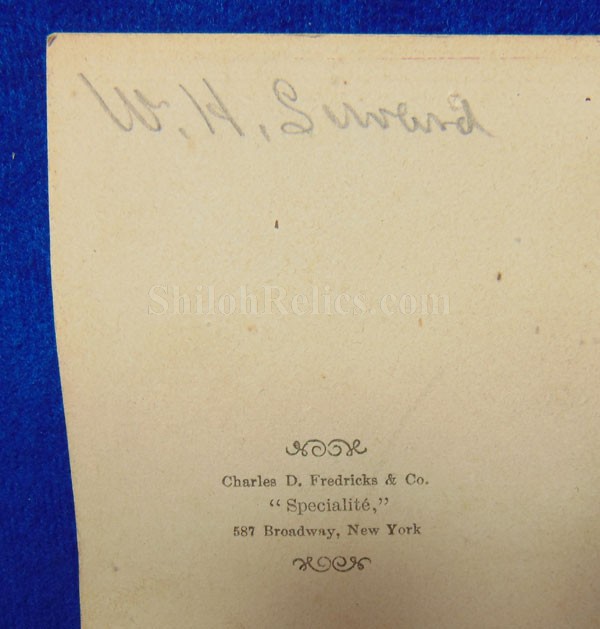 W. H. Seward
ShilohRelics.com
Charles D. Fredricks & Co.
“Specialité,”
587 Broadway, New York